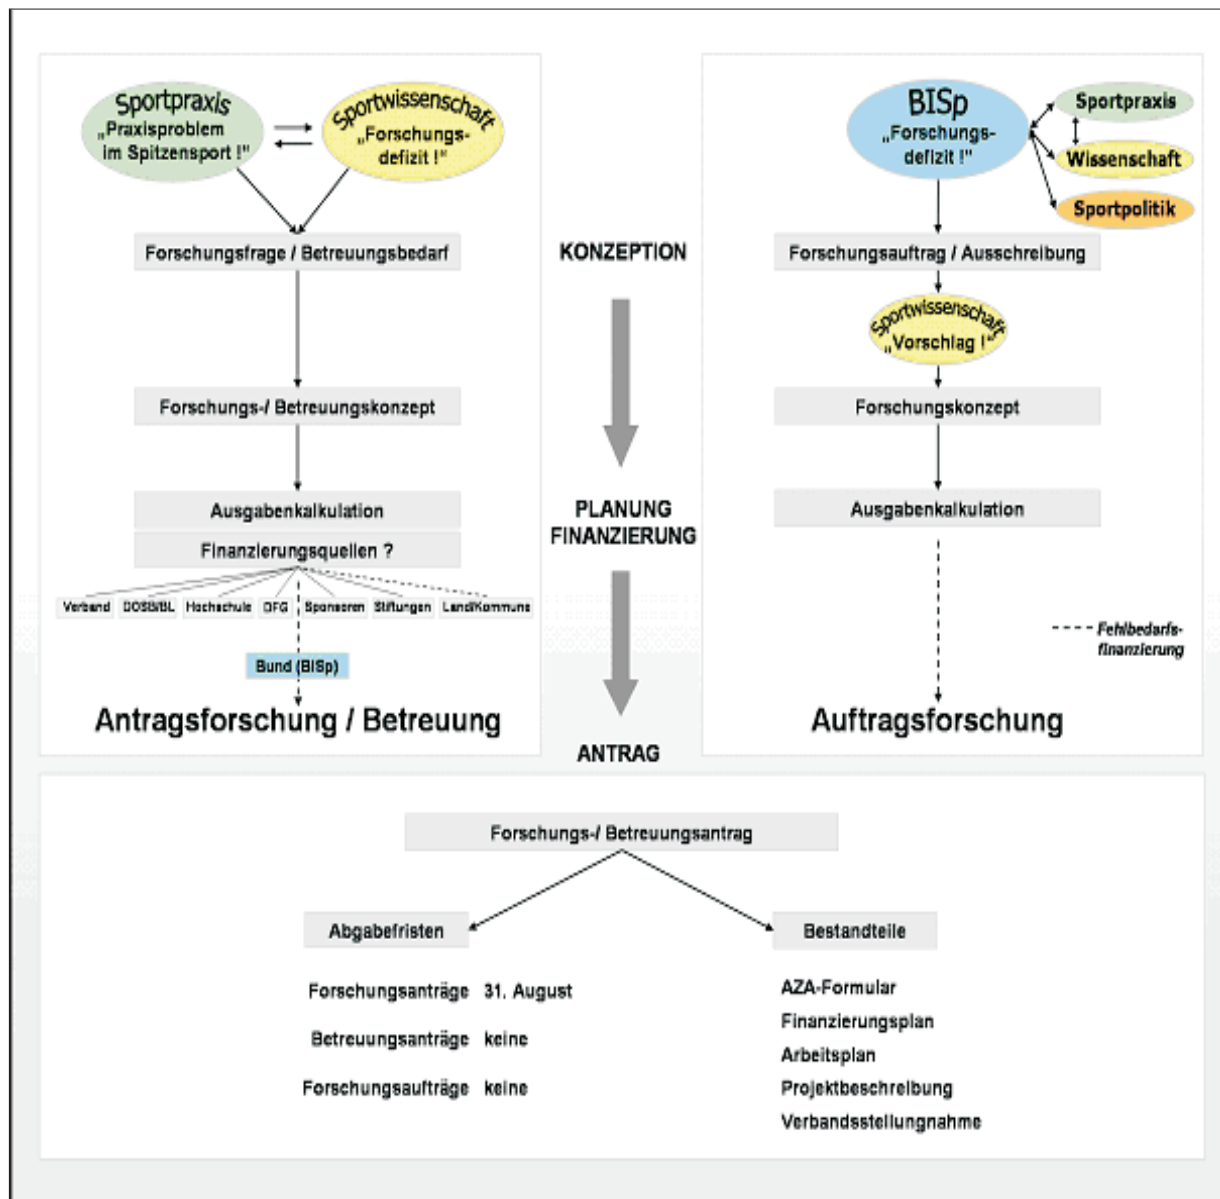 Sportpraxis
„Praxisproblem
im Spitzensport !"
Sportwissenschaft
„Forschungs-
defizit !"
Forschungsfrage / Betreuungsbedarf
Forschungs-/ Betreuungskonzept
Ausgabenkalkulation
Finanzierungsquellen ?
Verband
DOSB/BL
Hochschule
DFG
Sponsoren
Stiftungen
Land/Kommune
Bund (BISp)
Antragsforschung / Betreuung
KONZEPTION
PLANUNG
FINANZIERUNG
ANTRAG
BISp
„Forschungs-
defizit !"
Sportpraxis
Wissenschaft
Sportpolitik
Forschungsauftrag / Ausschreibung
Sportwissenschaft
„Vorschlag !"
Forschungskonzept
Ausgabenkalkulation
Fehlbedarfs-
finanzierung
Auftragsforschung
Forschungs-/ Betreuungsantrag
Abgabefristen
Forschungsanträge 31. August
Betreuungsanträge keine
Forschungsaufträge keine
Bestandteile
AZA-Formular
Finanzierungsplan
Arbeitsplan
Projektbeschreibung
Verbandsstellungnahme